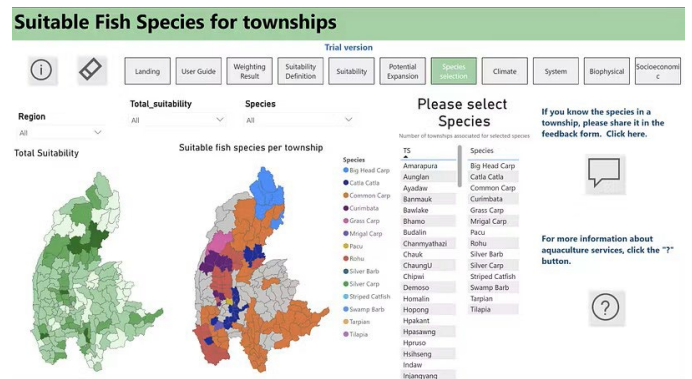 Suitable Fish Species for townships
Trial version
Landing
User Guide
Weighting
Result
Suitability
Definition
Suitability
Potential
Expansion
Species
selection
Climate
System
Biophysical
Socioeconomi
c
Region
All
Total_suitability
All
Species
All
Please select
Species
Number of townships associated for selected species
If you know the species in a
township, please share it in the
feedback form. Click here.
Total Suitability
Suitable fish species per township
Species
Big Head Carp
Catla Catla
Common Carp
Curimbata
Grass Carp
Mrigal Carp
Pacu
Rohu
Silver Barb
Silver Carp
Striped Catfish
Swamp Barb
Tarpian
Tilapia
TS
Amarapura
Aunglan
Ayadaw
Banmauk
Bawlake
Bhamo
Budalin
Chanmyathazi
Chauk
ChaungU
Chipwi
Demoso
Homalin
Hopong
Hpakant
Hpasawng
Hpruso
Hsihseng
Indaw
Injangyang
Species
Big Head Carp
Catla Catla
Common Carp
Curimbata
Grass Carp
Mrigal Carp
Pacu
Rohu
Silver Barb
Silver Carp
Striped Catfish
Swamp Barb
Tarpian
Tilapia
For more information about
aquaculture services, click the "?"
button.